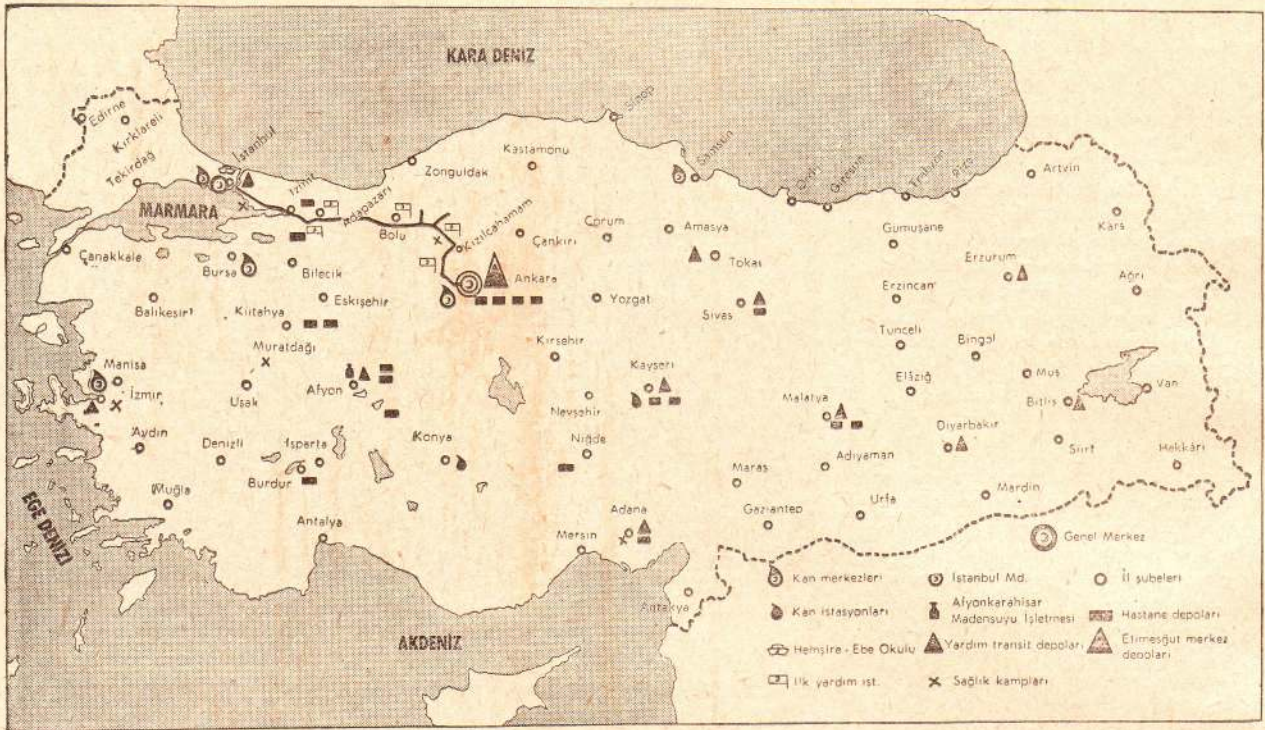 KARA DENİZ
Sinop
Edirne
Kırklareli
Tekirdağ
İstanbul
Zonguldak
Kastamonu
Samsun
Ordu
Giresun
Trabzon
Rize
Artvin
MARMARA
İzmit
Adapazarı
Bolu
Kızılcahamam
Çankırı
Çorum
Amasya
Tokat
Gümüşane
Kars
Çanakkale
Bursa
Bilecik
Ankara
Erzurum
Ağrı
Balıkesir
Kütahya
Eskişehir
Yozgat
Sivas
Erzincan
Tunceli
Bingöl
Muratdağı
Kırşehir
Manisa
İzmir
Uşak
Afyon
Kayseri
Nevşehir
Elâzığ
Muş
Van
Malatya
Bitlis
Aydın
Denizli
Isparta
Konya
Niğde
Diyarbakır
Siirt
Hakkâri
Burdur
Maraş
Adıyaman
Muğla
Mardin
Antalya
Adana
Mersin
Gaziantep
Urfa
EGE DENİZİ
Antakya
AKDENİZ
Genel Merkez
Kan merkezleri
İstanbul Md.
İl şubeleri
Kan istasyonları
Afyonkarahisar
Madensuyu İşletmesi
Hastane depoları
Hemşire - Ebe Okulu
Yardım transit depoları
Etimesğut merkez
depoları
İlk yardım ist.
Sağlık kampları